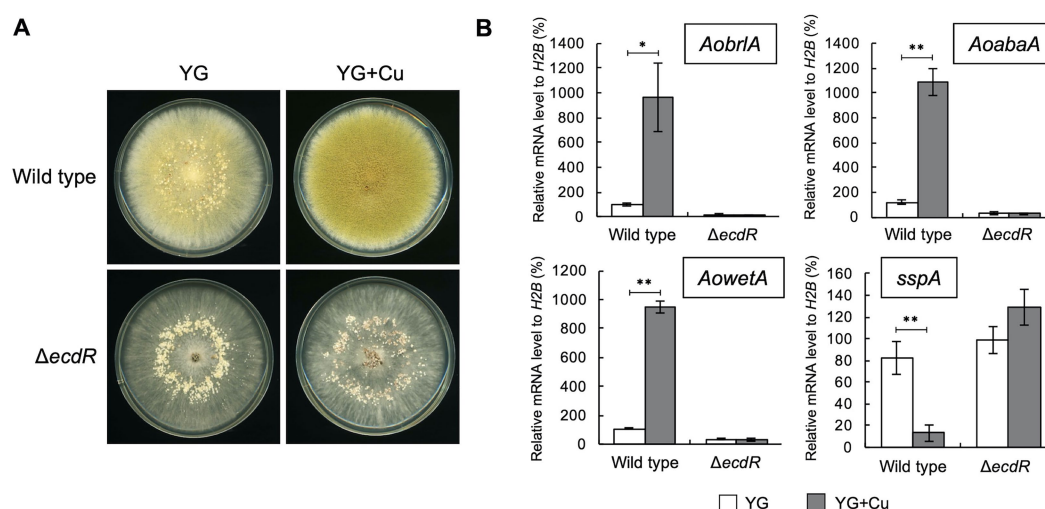 A
YG
YG+Cu
Wild type
ΔecdR
B
Relative mRNA level to H2B (%)
1400
1200
1000
800
600
400
200
0
*
AobrlA
Wild type
ΔecdR
Relative mRNA level to H2B (%)
1400
1200
1000
800
600
400
200
0
**
AoabaA
Wild type
ΔecdR
Relative mRNA level to H2B (%)
1200
1000
800
600
400
200
0
**
AowetA
Wild type
ΔecdR
Relative mRNA level to H2B (%)
160
140
120
100
80
60
40
20
0
**
sspA
Wild type
ΔecdR
YG
YG+Cu